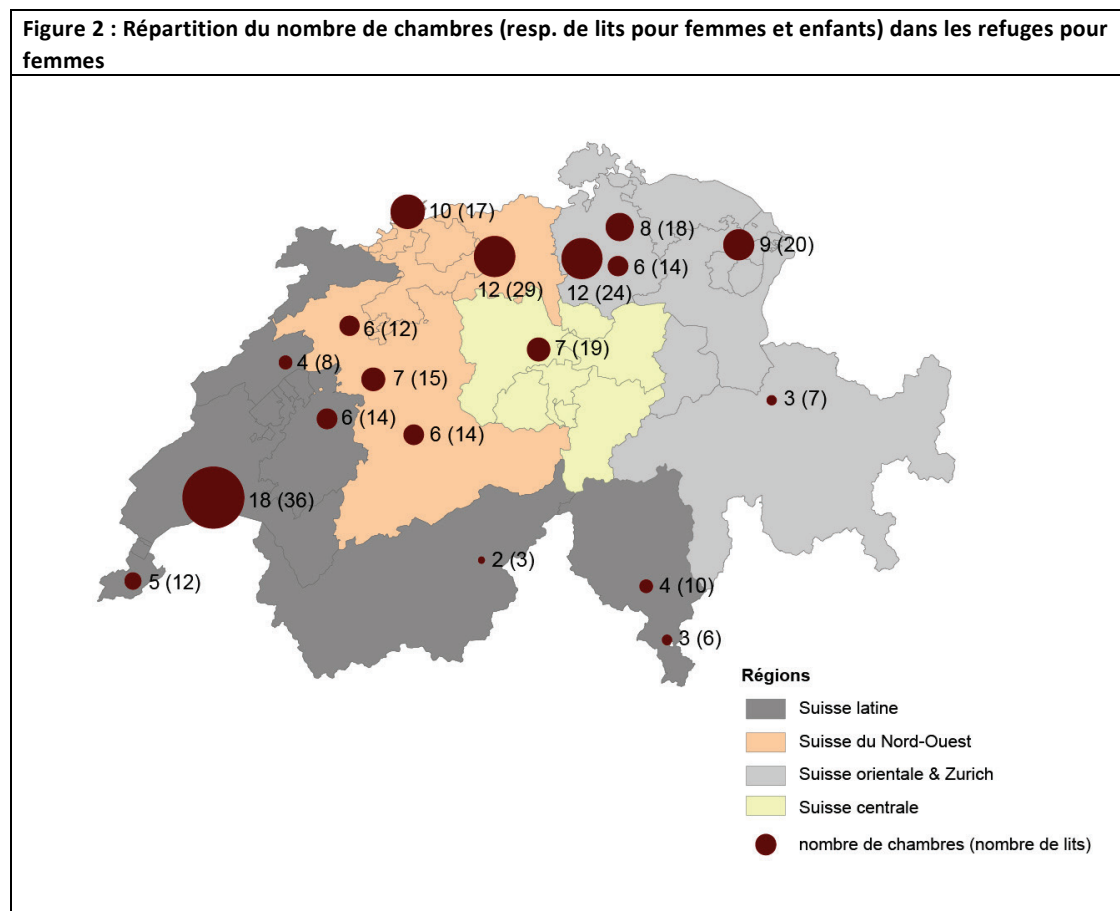 Figure 2 : Répartition du nombre de chambres (resp. de lits pour femmes et enfants) dans les refuges pour
femmes
10 (17)
8 (18)
9 (20)
6 (14)
12 (29)
12 (24)
6 (12)
7 (19)
4 (8)
7 (15)
3 (7)
6 (14)
6 (14)
18 (36)
2 (3)
5 (12)
4 (10)
3 (6)
Régions
Suisse latine
Suisse du Nord-Ouest
Suisse orientale & Zurich
Suisse centrale
nombre de chambres (nombre de lits)